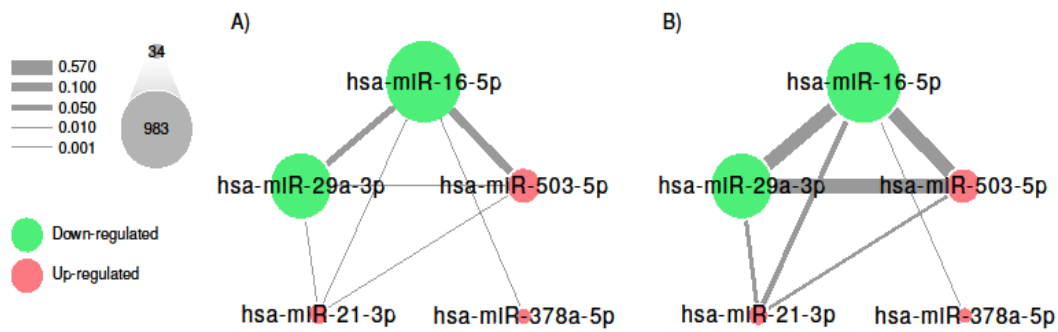 A)
B)
34
0.570
0.100
0.050
0.010
0.001
983
Down-regulated
Up-regulated
hsa-mIR-16-5p
hsa-mIR-29a-3p
hsa-mIR-503-5p
hsa-mIR-21-3p
hsa-mIR-378a-5p
hsa-mIR-16-5p
hsa-mIR-29a-3p
hsa-mIR-503-5p
hsa-mIR-21-3p
hsa-mIR-378a-5p